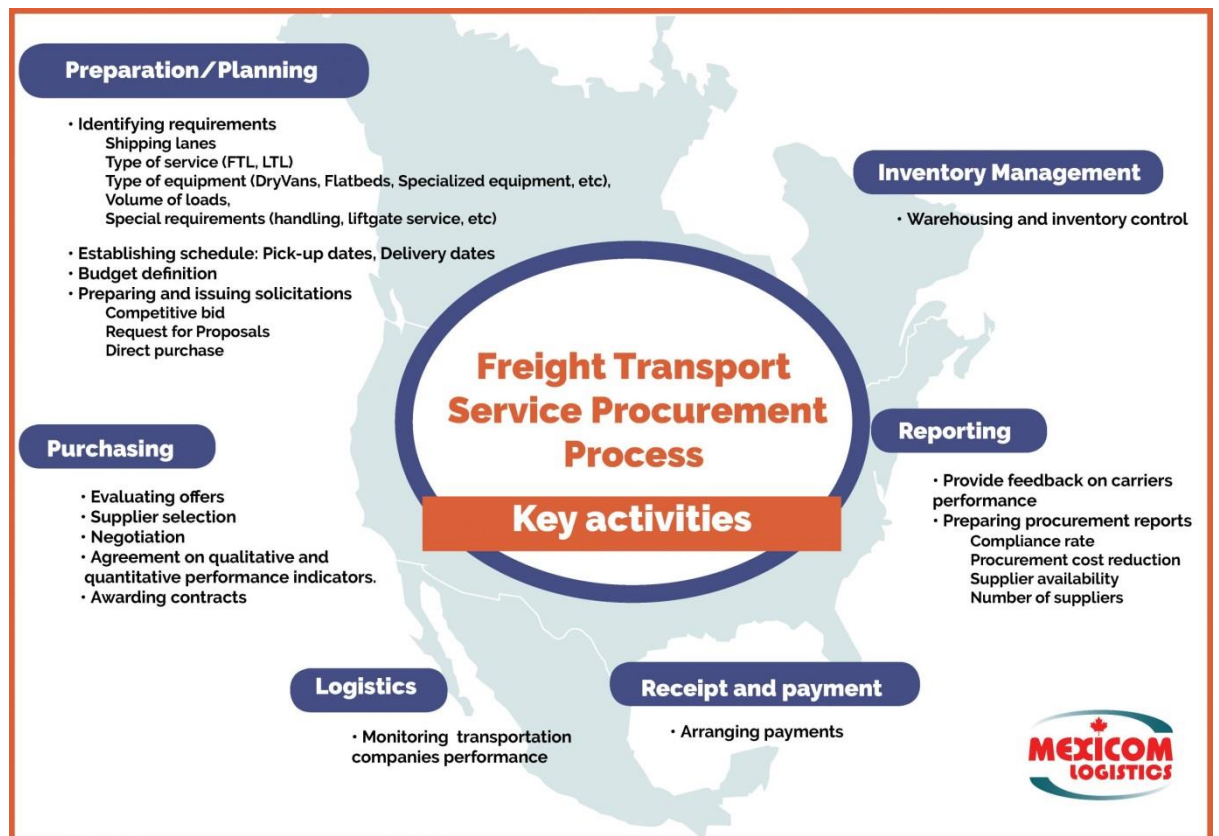 Preparation/Planning
• Identifying requirements
Shipping lanes
Type of service (FTL, LTL)
Type of equipment (DryVans, Flatbeds, Specialized equipment, etc),
Volume of loads,
Special requirements (handling, liftgate service, etc)
• Establishing schedule: Pick-up dates, Delivery dates
• Budget definition
• Preparing and issuing solicitations
Competitive bid
Request for Proposals
Direct purchase
Inventory Management
• Warehousing and inventory control
Freight Transport
Service Procurement
Process
Key activities
Purchasing
• Evaluating offers
• Supplier selection
• Negotiation
• Agreement on qualitative and
quantitative performance indicators.
• Awarding contracts
Reporting
• Provide feedback on carriers
performance
• Preparing procurement reports
Compliance rate
Procurement cost reduction
Supplier availability
Number of suppliers
Logistics
• Monitoring transportation
companies performance
Receipt and payment
• Arranging payments
MEXICOM
LOGISTICS